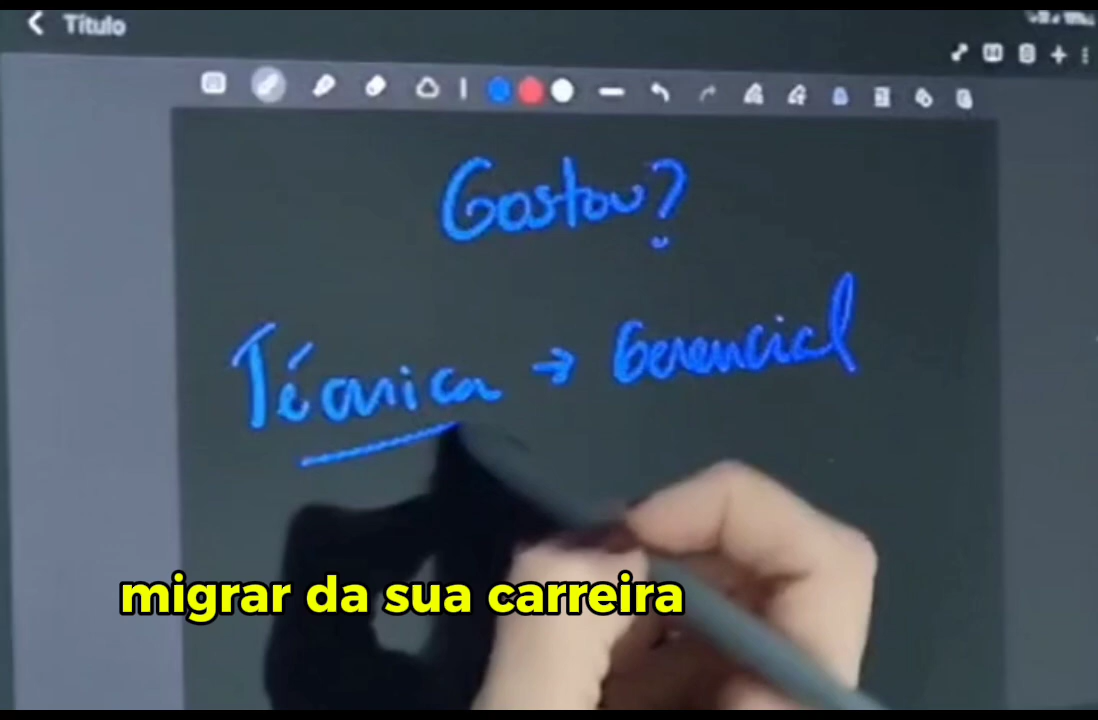 Título
Gostou?
Técnica → Gerencial
migrar da sua carreira